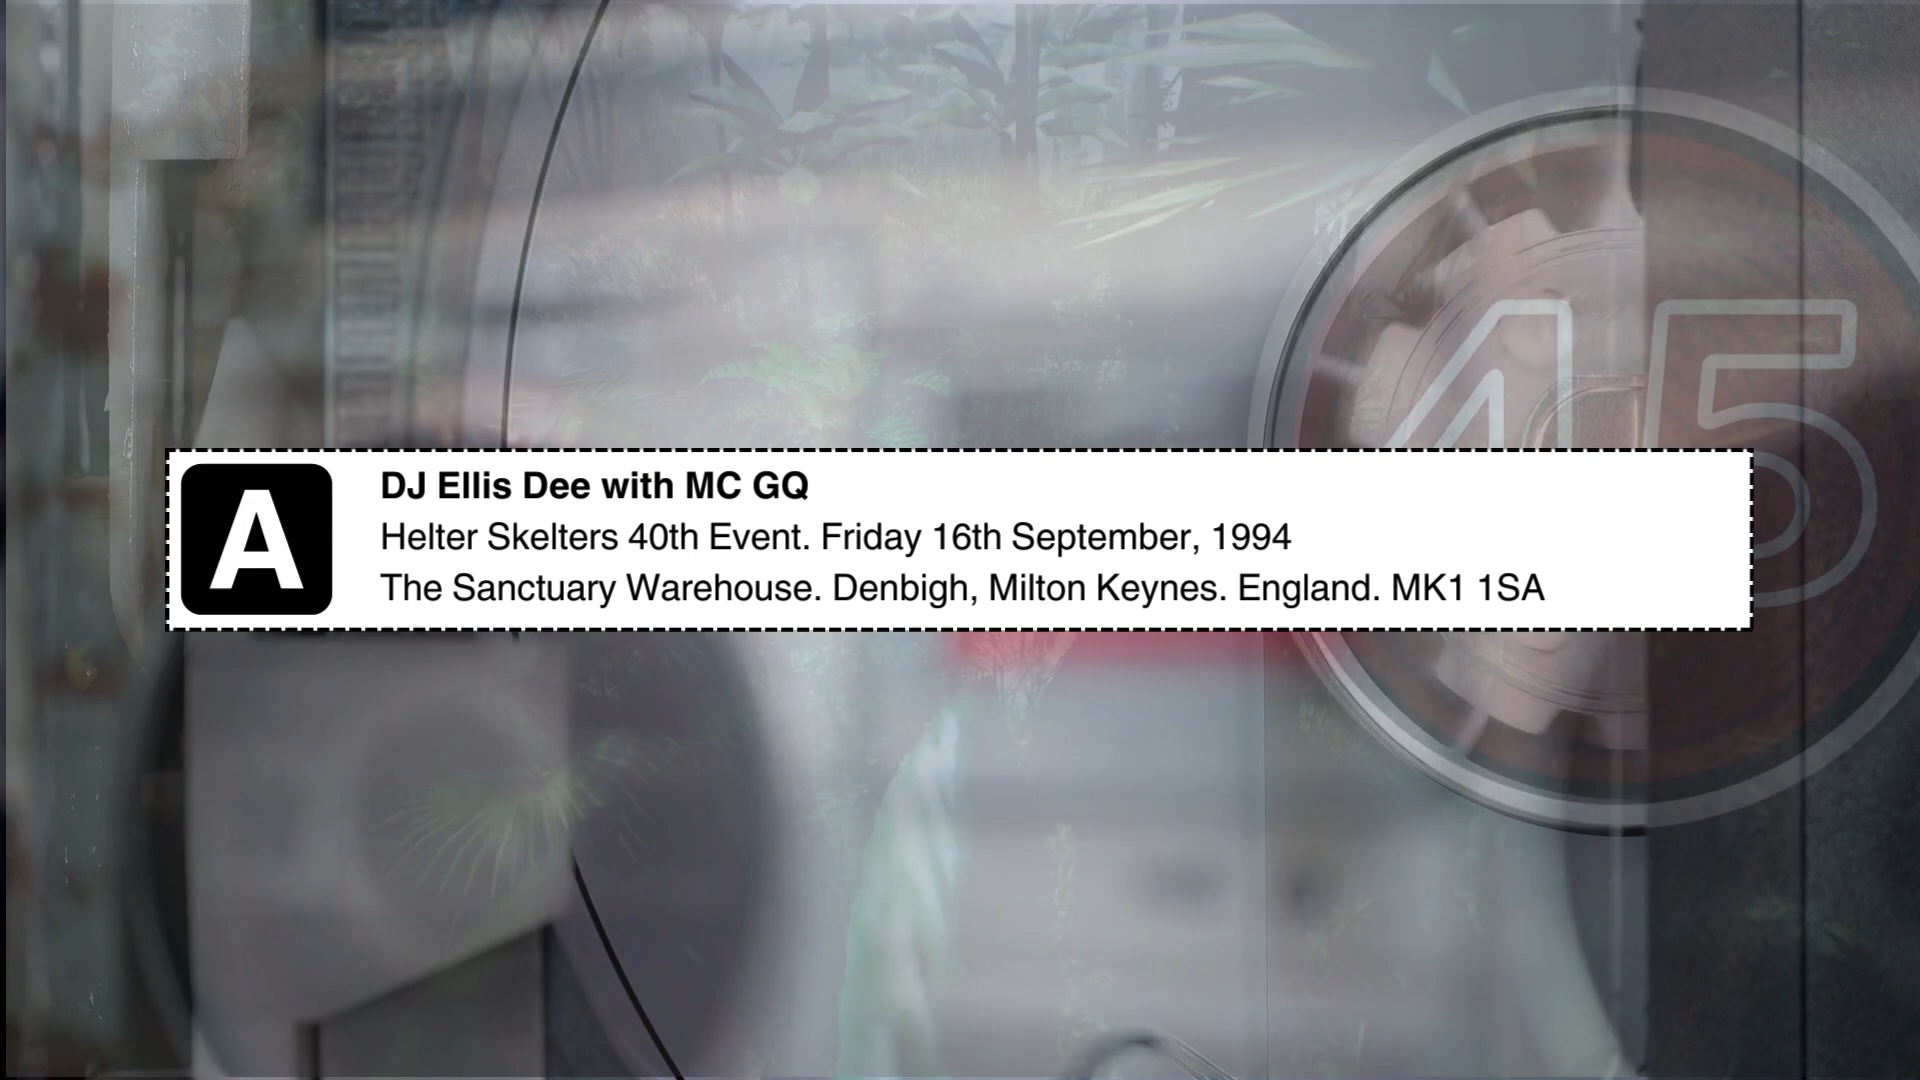 45
A
DJ Ellis Dee with MC GQ
Helter Skelters 40th Event. Friday 16th September, 1994
The Sanctuary Warehouse. Denbigh, Milton Keynes. England. MK1 1SA